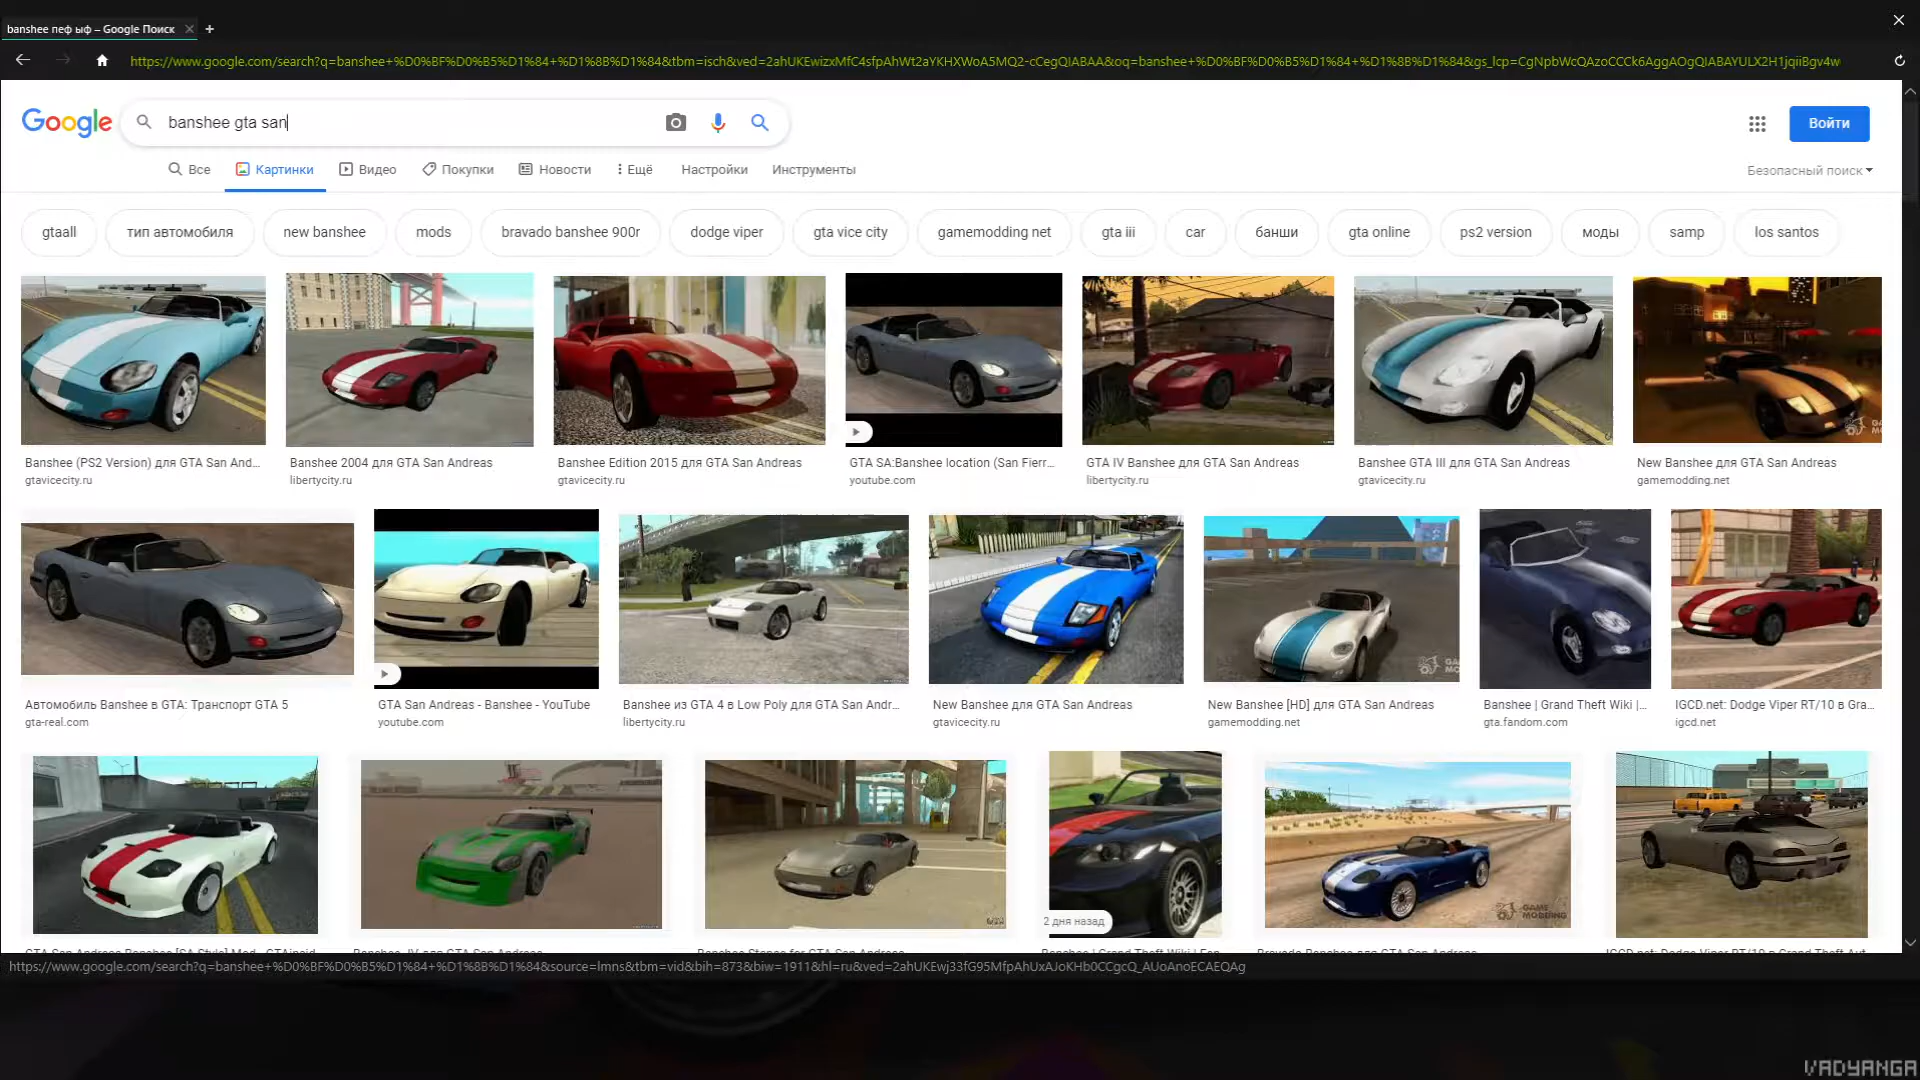 banshee пеф ыф – Google Поиск
https://www.google.com/search?q=banshee+%D0%BF%D0%B5%D1%84+%D1%8B%D1%84&tbm=isch&ved=2ahUKEwizxMfC4sfpAhWt2aYKHXWoA5MQ2-cCegQIABAA&oq=banshee+%D0%BF%D0%B5%D1%84+%D1%8B%D1%84&gs_lcp=CgNpbWcQAzoCCCk6AggAOgQIABAYULX2H1jqiiBgv4w
Google
banshee gta san
Войти
Все
Картинки
Видео
Покупки
Новости
Ещё
Настройки
Инструменты
Безопасный поиск
gtaall
тип автомобиля
new banshee
mods
bravado banshee 900r
dodge viper
gta vice city
gamemodding net
gta iii
car
банши
gta online
ps2 version
моды
samp
los santos
Banshee (PS2 Version) для GTA San And...
gtavicecity.ru
Banshee 2004 для GTA San Andreas
libertycity.ru
Banshee Edition 2015 для GTA San Andreas
gtavicecity.ru
GTA SA:Banshee location (San Fierr...
youtube.com
GTA IV Banshee для GTA San Andreas
libertycity.ru
Banshee GTA III для GTA San Andreas
gtavicecity.ru
New Banshee для GTA San Andreas
gamemodding.net
Автомобиль Banshee в GTA: Транспорт GTA 5
gta-real.com
GTA San Andreas - Banshee - YouTube
youtube.com
Banshee из GTA 4 в Low Poly для GTA San Andr...
libertycity.ru
New Banshee для GTA San Andreas
gtavicecity.ru
New Banshee [HD] для GTA San Andreas
gamemodding.net
Banshee | Grand Theft Wiki |...
gta.fandom.com
IGCD.net: Dodge Viper RT/10 в Gra...
igcd.net
2 дня назад
GAME
MODDING
https://www.google.com/search?q=banshee+%D0%BF%D0%B5%D1%84+%D1%8B%D1%84&source=lmns&tbm=vid&bih=873&biw=1911&hl=ru&ved=2ahUKEwj33fG95MfpAhUxAJoKHb0CCgcQ_AUoAnoECAEQAg
VADYANGA